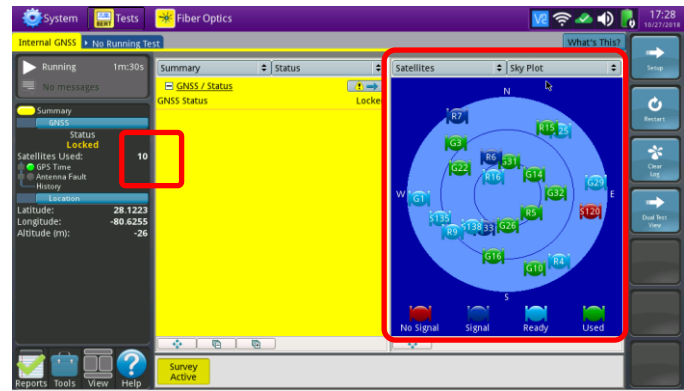 System
Tests
BERT
Fiber Optics
V2
17:28
10/27/2018
Internal GNSS
No Running Test
What's This?
Running 1m:30s
No messages
Summary
GNSS
Status
Locked
Satellites Used: 10
GPS Time
Antenna Fault
History
Location
Latitude: 28.1223
Longitude: -80.6255
Altitude (m): -26
Summary
Status
GNSS / Status
GNSS Status Locke
Satellites
Sky Plot
N
R7
R15
G3
R6
G31
G22
R16
G14
G29
W
G1
G32
E
S135
R5
S120
R9
S138
33
G26
G16
G10
R4
S
No Signal
Signal
Ready
Used
Setup
Restart
Clear
Log
Dual Test
View
Survey
Active
Reports
Tools
View
Help